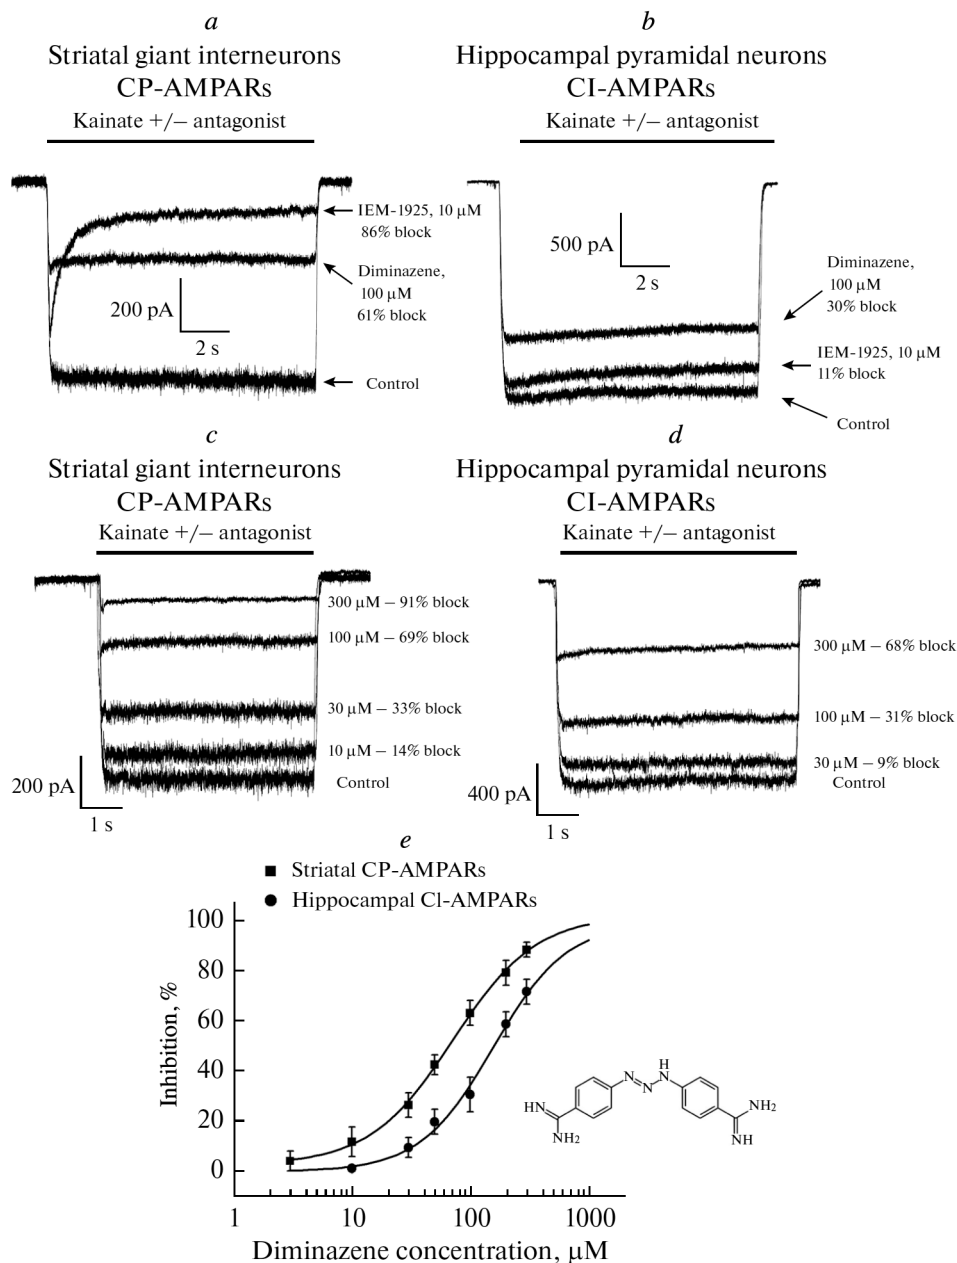 a
Striatal giant interneurons
CP-AMPARs
Kainate +/− antagonist
IEM-1925, 10 μM
86% block
Diminazene,
100 μM
61% block
200 pA
2 s
Control
b
Hippocampal pyramidal neurons
CI-AMPARs
Kainate +/− antagonist
500 pA
2 s
Diminazene,
100 μM
30% block
IEM-1925, 10 μM
11% block
Control
c
Striatal giant interneurons
CP-AMPARs
Kainate +/− antagonist
300 μM – 91% block
100 μM – 69% block
30 μM – 33% block
10 μM – 14% block
Control
200 pA
1 s
d
Hippocampal pyramidal neurons
CI-AMPARs
Kainate +/− antagonist
300 μM – 68% block
100 μM – 31% block
30 μM – 9% block
Control
400 pA
1 s
e
Striatal CP-AMPARs
Hippocampal Cl-AMPARs
Inhibition, %
100
80
60
40
20
0
1
10
100
1000
Diminazene concentration, μM
H
N
N
N
HN
NH2
NH2
NH